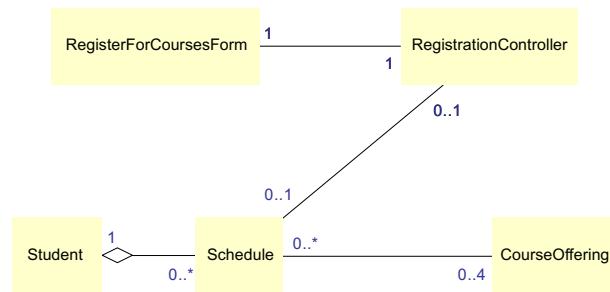 RegisterForCoursesForm
1
1
RegistrationController
0..1
0..1
Student
1
0..*
Schedule
0..*
0..4
CourseOffering